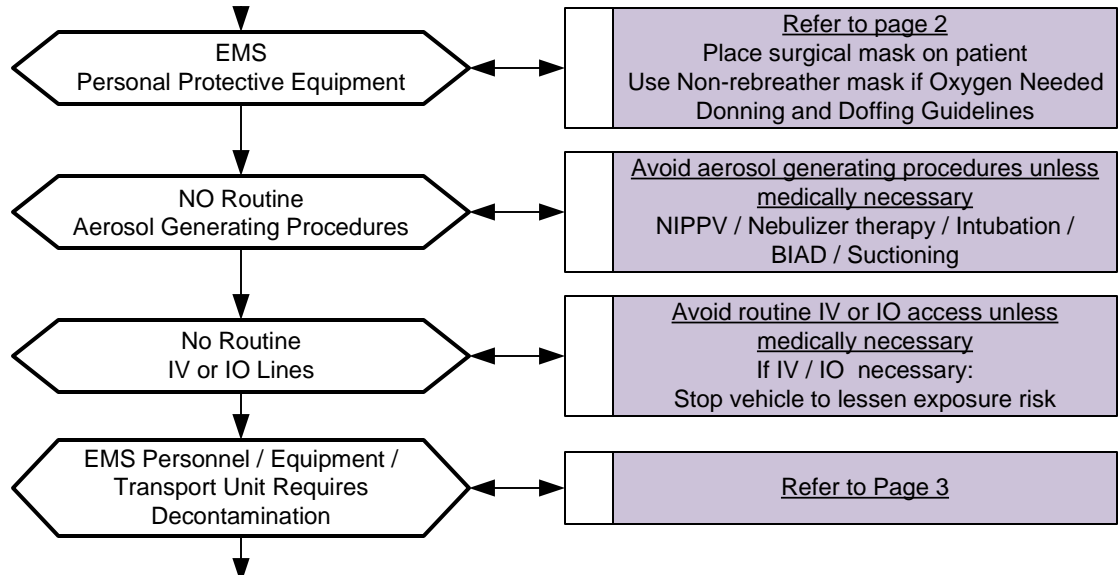 EMS
Personal Protective Equipment
Refer to page 2
Place surgical mask on patient
Use Non-rebreather mask if Oxygen Needed
Donning and Doffing Guidelines
NO Routine
Aerosol Generating Procedures
Avoid aerosol generating procedures unless
medically necessary
NIPPV / Nebulizer therapy / Intubation /
BIAD / Suctioning
No Routine
IV or IO Lines
Avoid routine IV or IO access unless
medically necessary
If IV / IO  necessary:
Stop vehicle to lessen exposure risk
EMS Personnel / Equipment /
Transport Unit Requires
Decontamination
Refer to Page 3